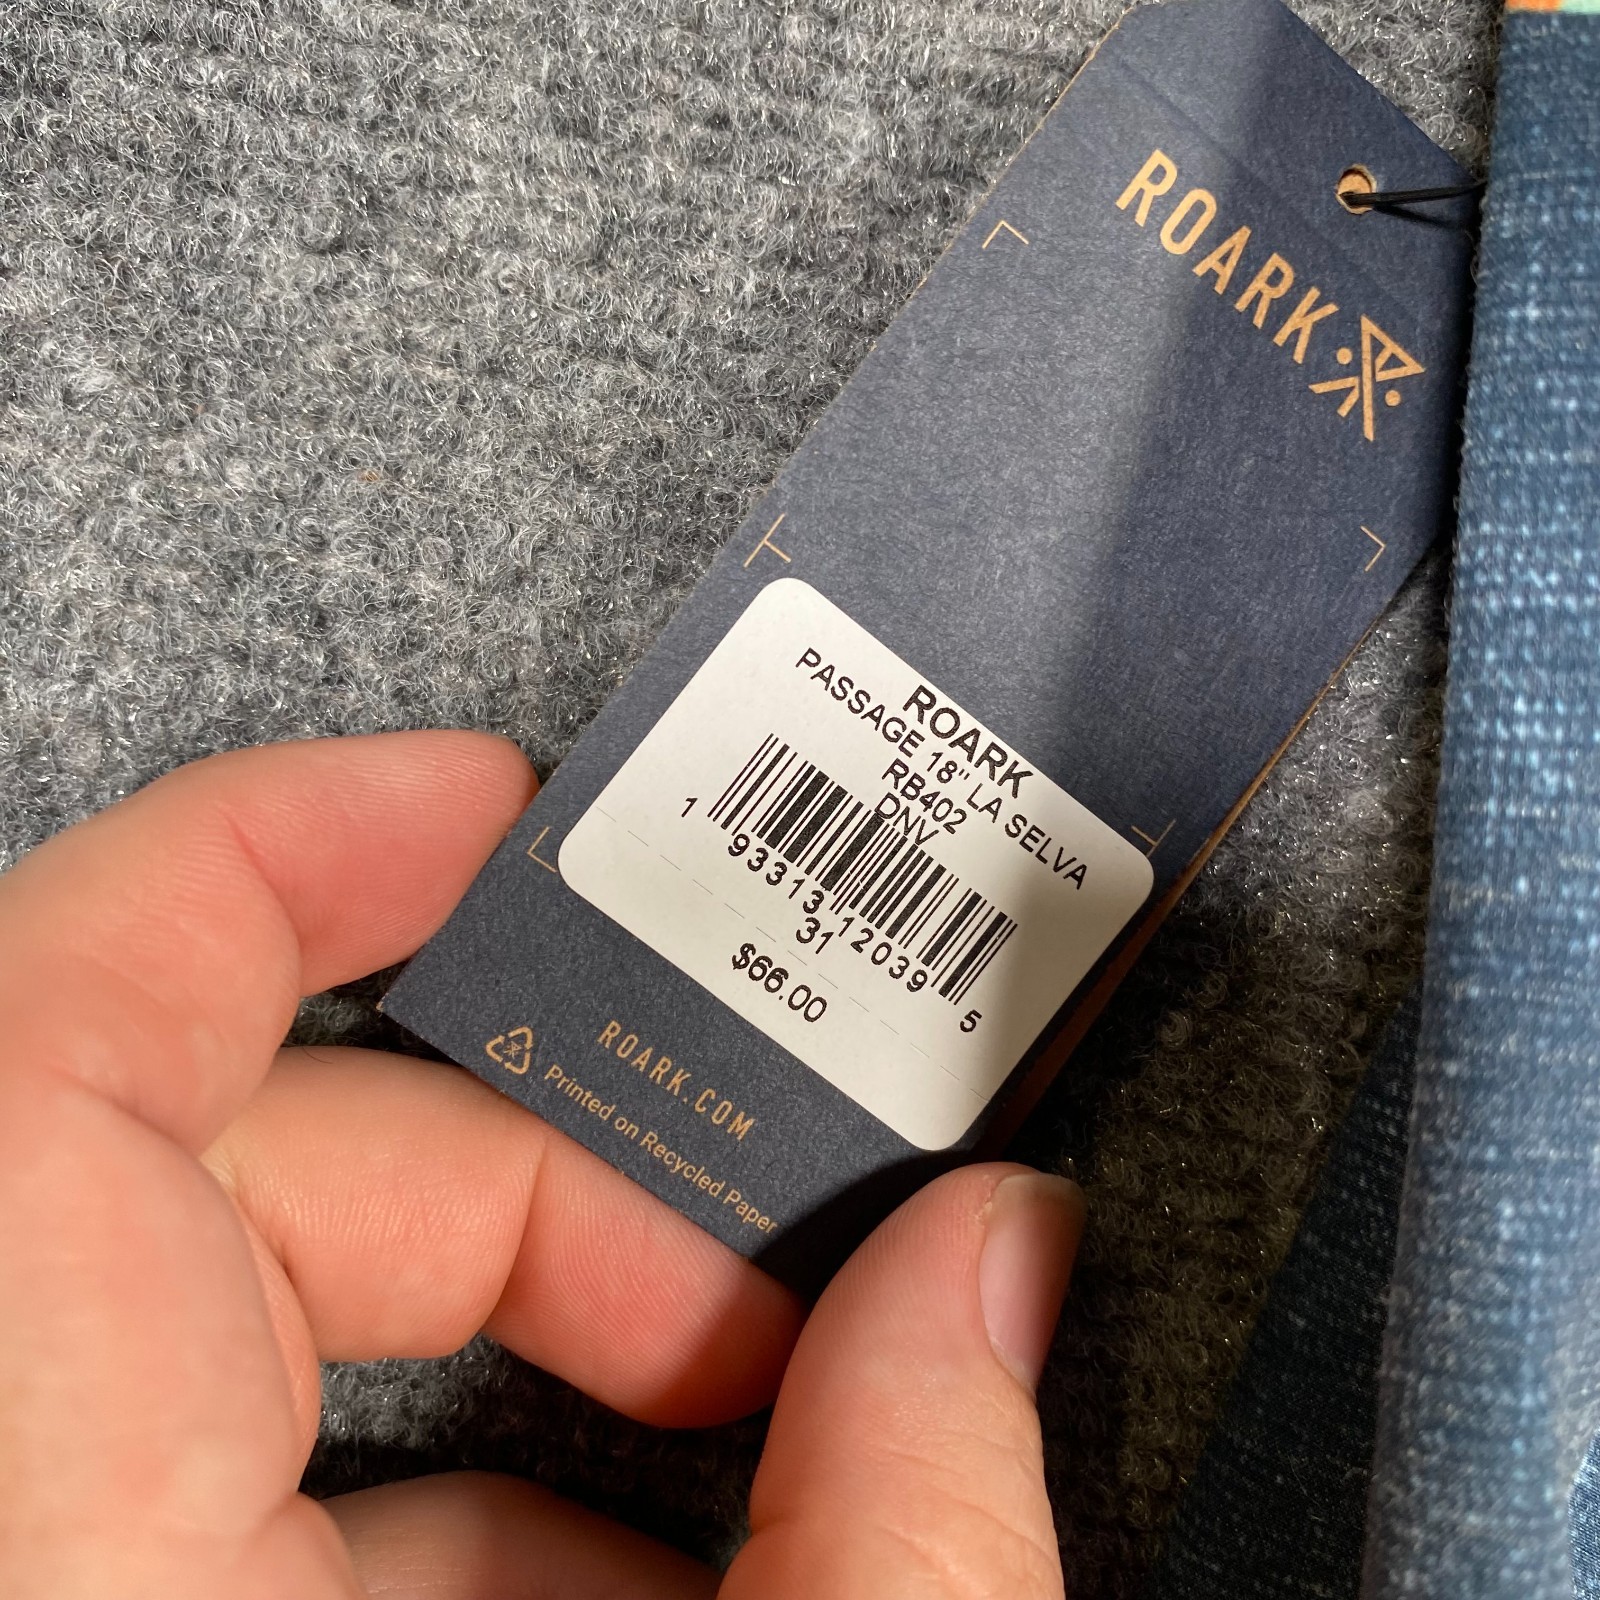 ROARK
ROARK
PASSAGE 18" LA SELVA
RB402
DNV
1 93313 12039 5
31
$66.00
ROARK.COM
Printed on Recycled Paper